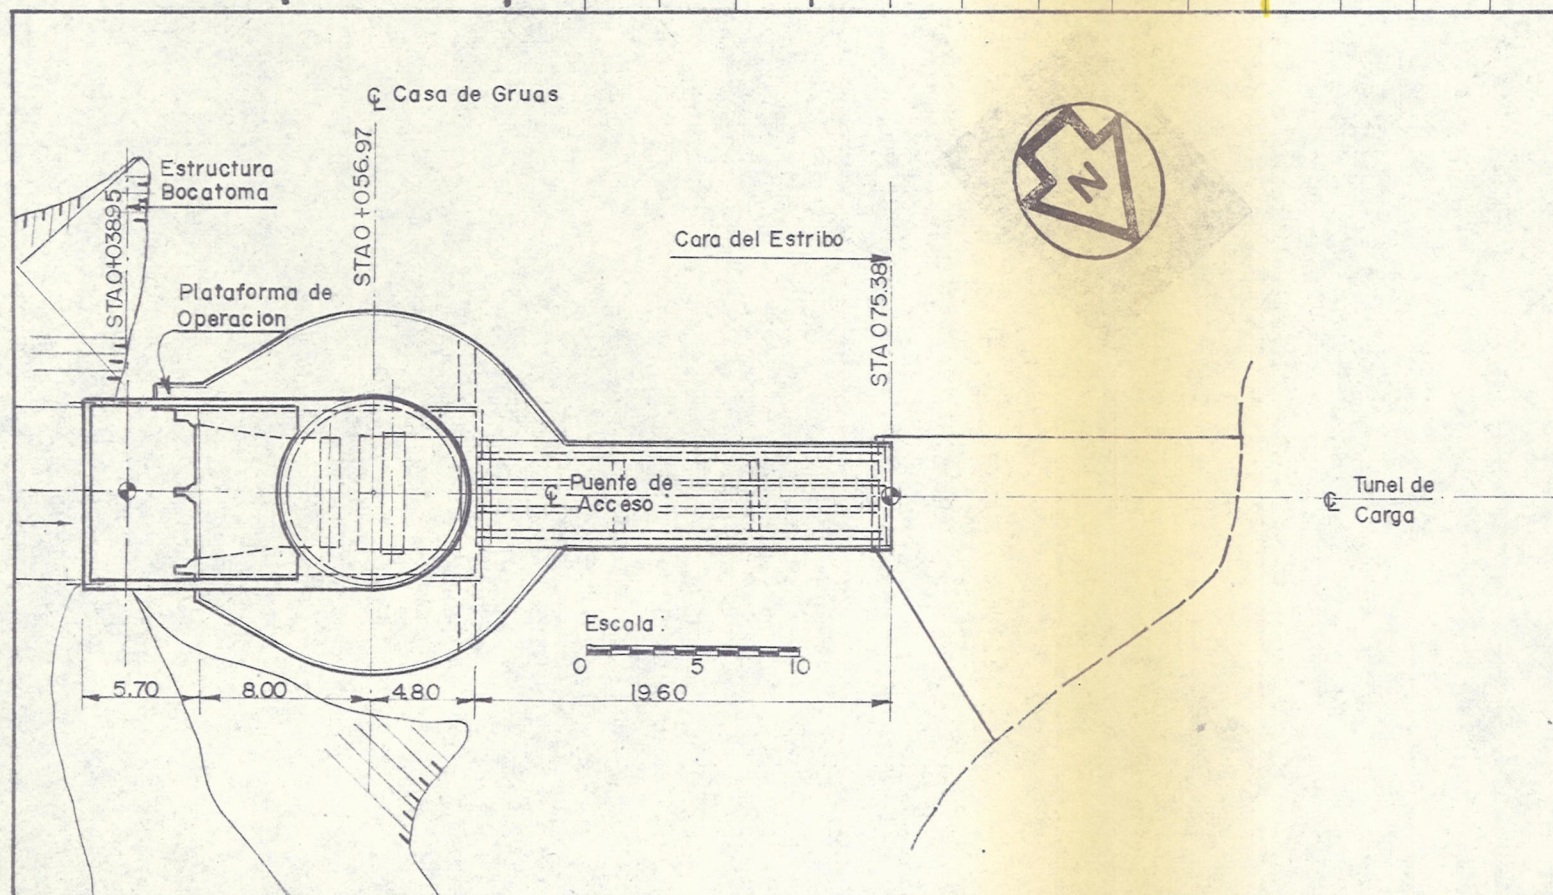 ℄ Casa de Gruas
STA 0+056.97
Estructura
Bocatoma
STA 0+038.95
N
Cara del Estribo
STA 075.38
Plataforma de
Operacion
℄ Puente de
Acceso
℄ Tunel de
Carga
Escala:
0 5 10
5.70 8.00 4.80 19.60